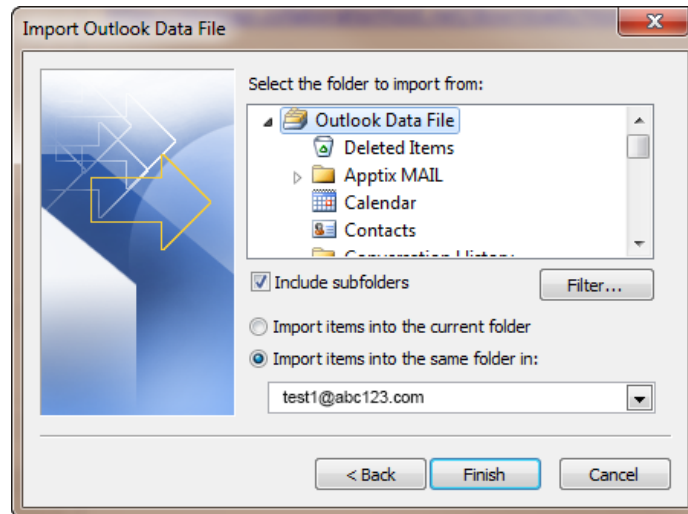 Import Outlook Data File
Select the folder to import from:
Outlook Data File
Deleted Items
Apptix MAIL
Calendar
Contacts
Conversation History
Include subfolders
Filter...
Import items into the current folder
Import items into the same folder in:
test1@abc123.com
< Back Finish Cancel